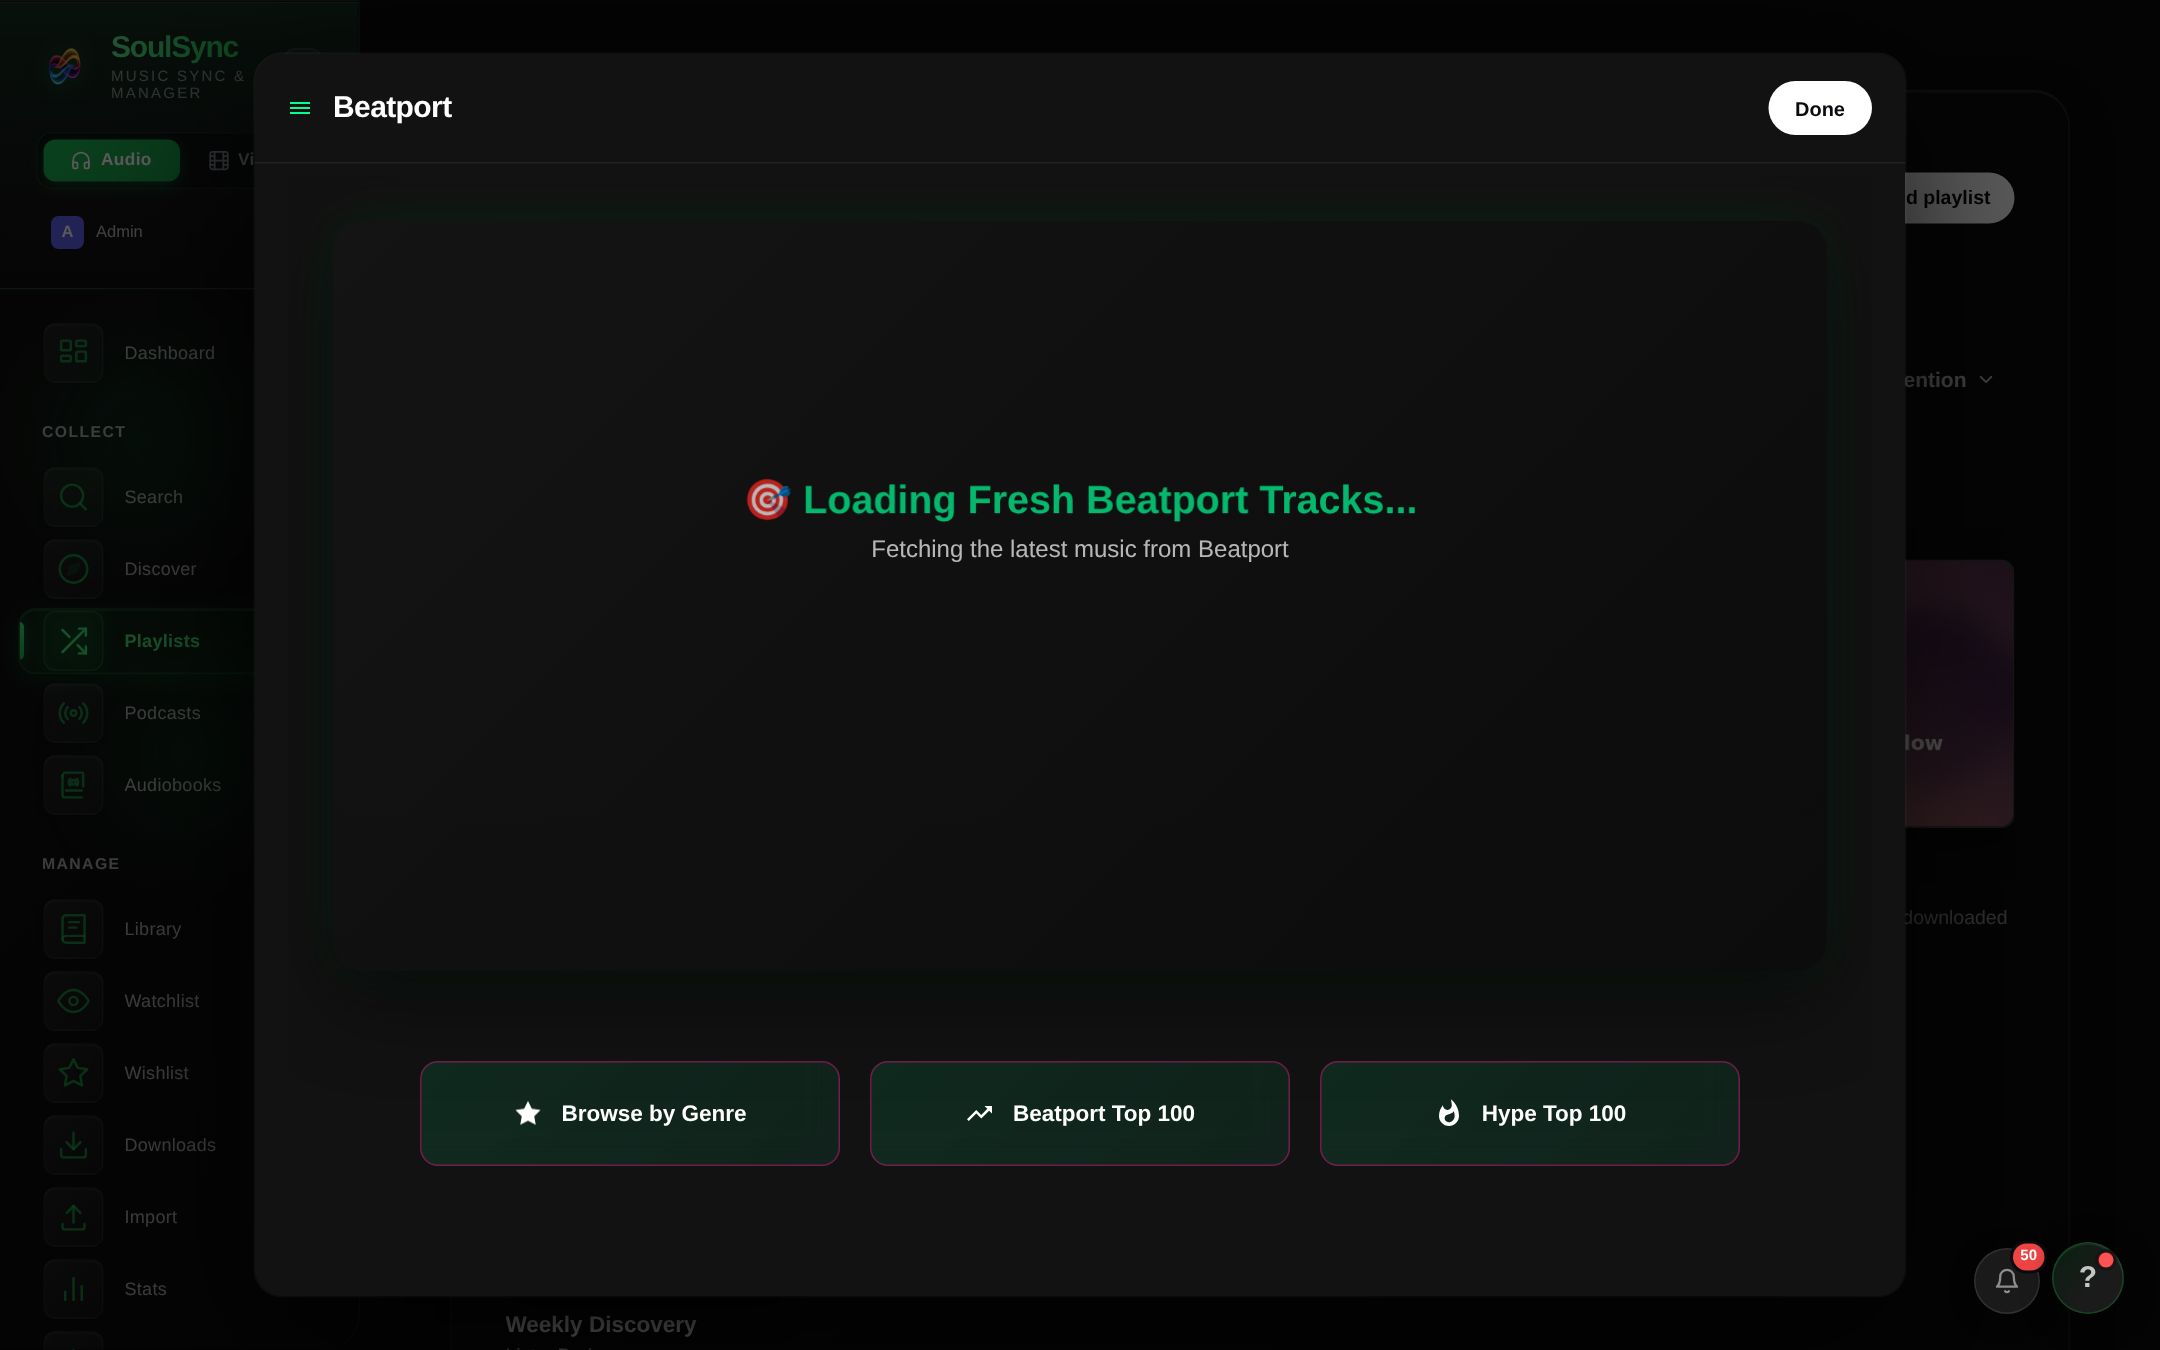 SoulSync
MUSIC SYNC &
MANAGER
Audio
A
Admin
Dashboard
COLLECT
Search
Discover
Playlists
Podcasts
Audiobooks
MANAGE
Library
Watchlist
Wishlist
Downloads
Import
Stats
Beatport
Done
🎯 Loading Fresh Beatport Tracks...
Fetching the latest music from Beatport
Browse by Genre
Beatport Top 100
Hype Top 100
d playlist
ention
low
downloaded
Weekly Discovery
50
?